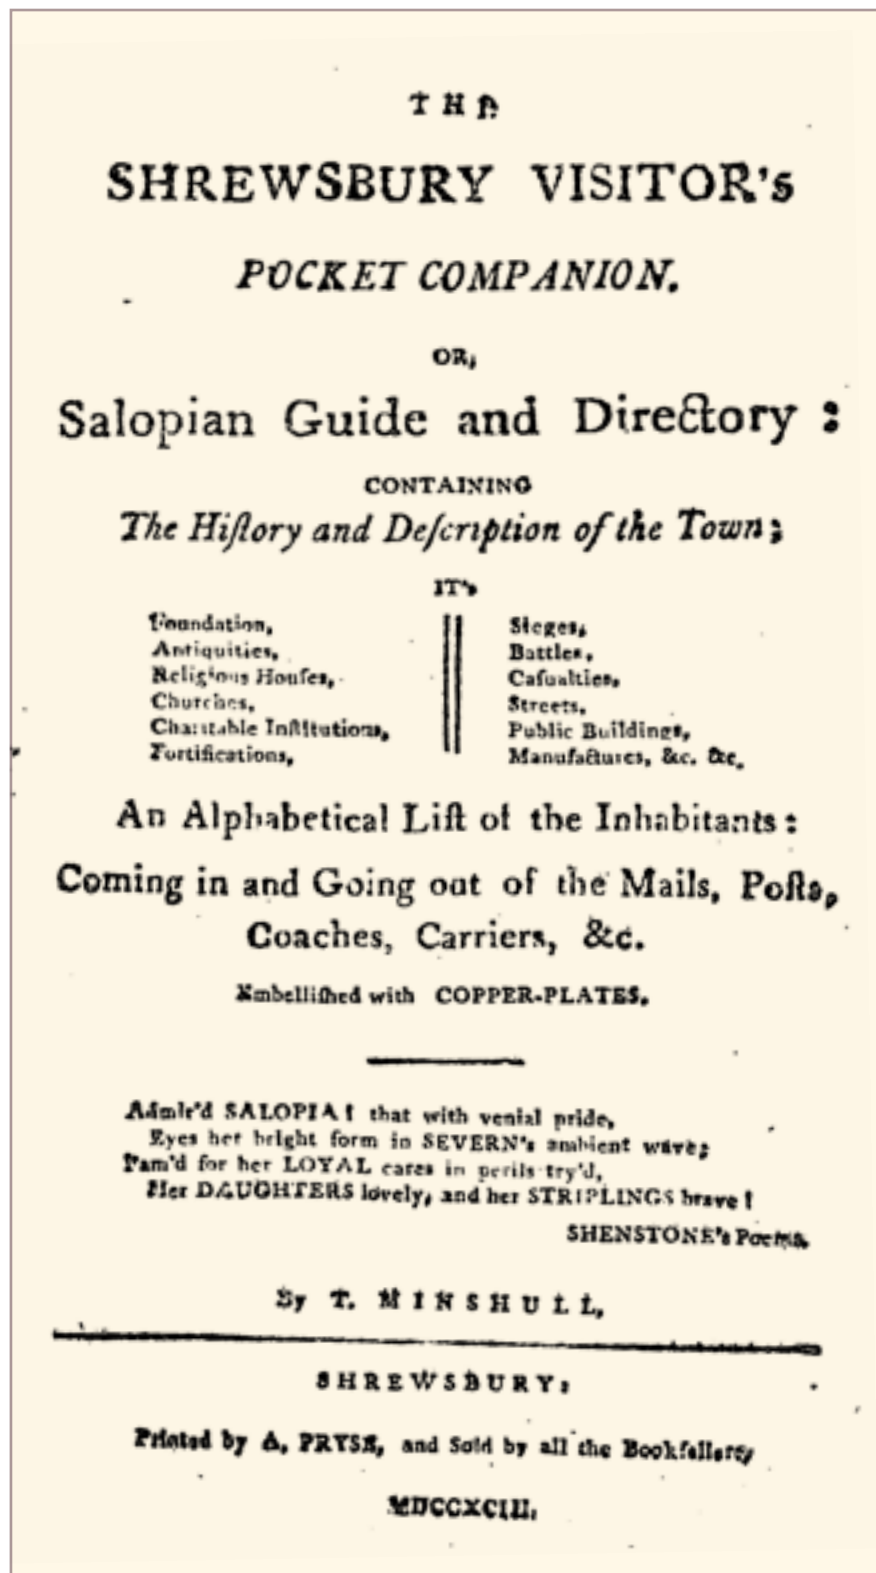 THE
SHREWSBURY VISITOR's
POCKET COMPANION.
OR,
Salopian Guide and Directory:
CONTAINING
The Hiſtory and Deſcription of the Town;
IT's
Foundation,
Antiquities,
Religious Houſes,
Churches,
Charitable Inſtitutions,
Fortifications,
Sieges,
Battles,
Caſualties,
Streets,
Public Buildings,
Manufactures, &c. &c.
An Alphabetical Liſt of the Inhabitants:
Coming in and Going out of the Mails, Poſts,
Coaches, Carriers, &c.
Embelliſhed with COPPER-PLATES.
Admir'd SALOPIA! that with venial pride,
Eyes her bright form in SEVERN's ambient wave;
Fam'd for her LOYAL cares in perils try'd,
Her DAUGHTERS lovely, and her STRIPLINGS brave!
SHENSTONE's Poems.
By T. MINSHULL,
SHREWSBURY:
Printed by A. PRYSE, and Sold by all the Bookſellers,
MDCCXCIII.